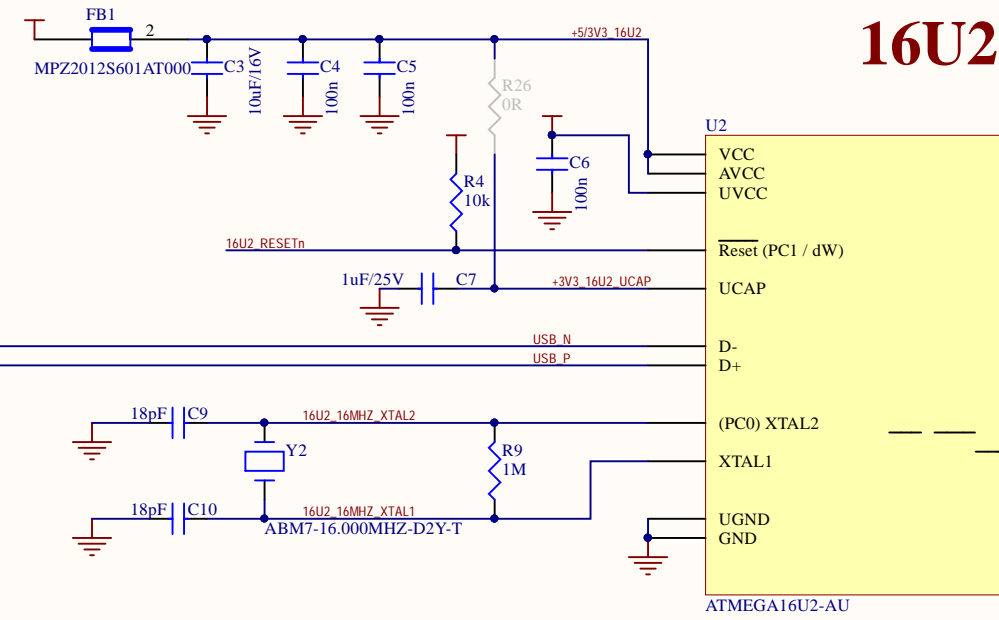 FB1
16U2
2
+5/3V3_16U2
MPZ2012S601AT000
C3
10uF/16V
C4
100n
C5
100n
R26
0R
U2
VCC
AVCC
UVCC
C6
100n
R4
10k
16U2_RESETn
Reset (PC1 / dW)
1uF/25V
C7
+3V3_16U2_UCAP
UCAP
USB_N
D-
USB_P
D+
18pF
C9
16U2_16MHZ_XTAL2
(PC0) XTAL2
Y2
R9
1M
XTAL1
18pF
C10
16U2_16MHZ_XTAL1
ABM7-16.000MHZ-D2Y-T
UGND
GND
ATMEGA16U2-AU